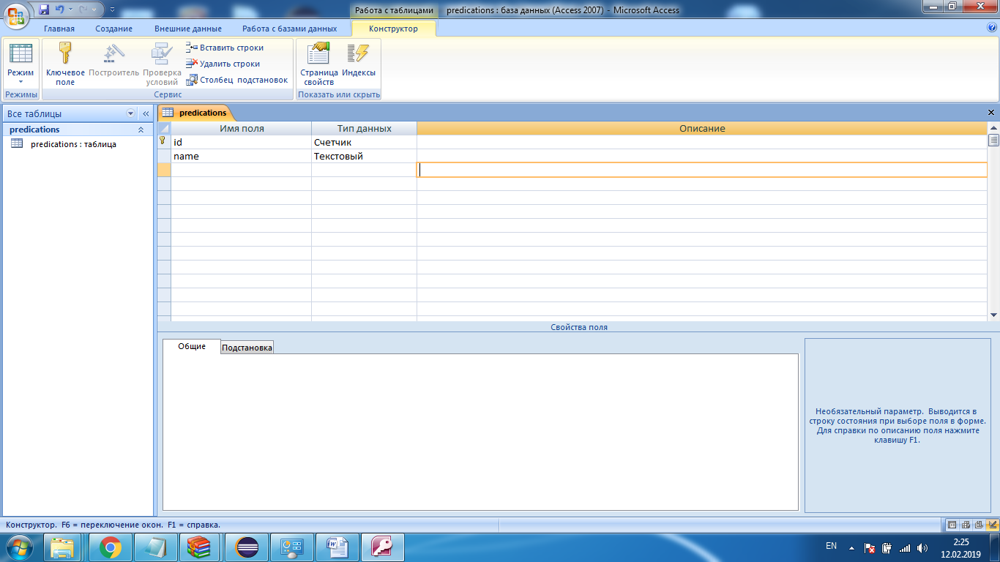 Работа с таблицами predications : база данных (Access 2007) - Microsoft Access
Главная Создание Внешние данные Работа с базами данных Конструктор
Режим
Ключевое поле
Построитель
Проверка условий
Вставить строки
Удалить строки
Столбец подстановок
Страница свойств
Индексы
Режимы Сервис Показать или скрыть
Все таблицы
predications
predications : таблица
predications
Имя поля Тип данных Описание
id Счетчик
name Текстовый
Свойства поля
Общие Подстановка
Необязательный параметр. Выводится в
строку состояния при выборе поля в форме.
Для справки по описанию поля нажмите
клавишу F1.
Конструктор. F6 = переключение окон. F1 = справка.
EN
2:25
12.02.2019